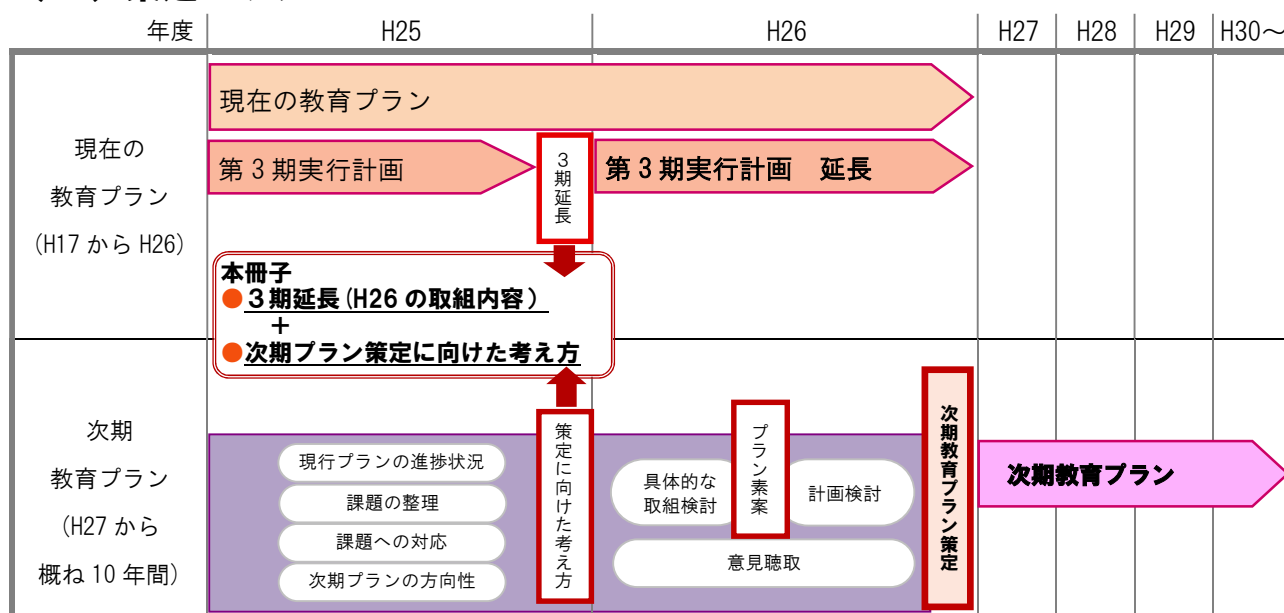 年度
H25
H26
H27
H28
H29
H30～
現在の
教育プラン
(H17 から H26)
現在の教育プラン
第3期実行計画
3期延長
第3期実行計画　延長
本冊子
●３期延長(H26 の取組内容）
＋
●次期プラン策定に向けた考え方
次期
教育プラン
(H27 から
概ね 10 年間)
現行プランの進捗状況
課題の整理
課題への対応
次期プランの方向性
策定に向けた考え方
具体的な
取組検討
プラン素案
計画検討
意見聴取
次期教育プラン策定
次期教育プラン